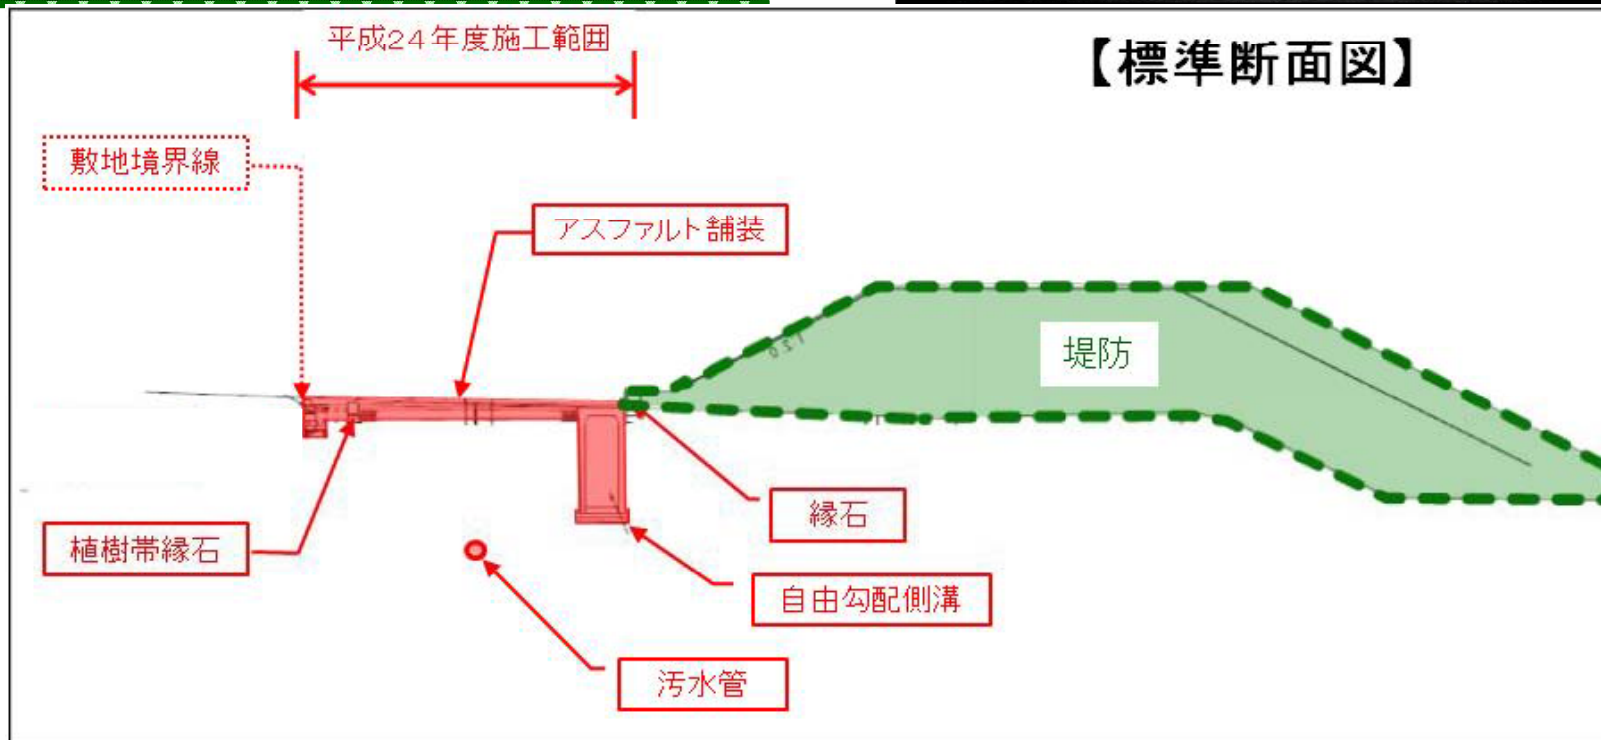 平成24年度施工範囲
【標準断面図】
敷地境界線
アスファルト舗装
堤防
縁石
植樹帯縁石
自由勾配側溝
汚水管